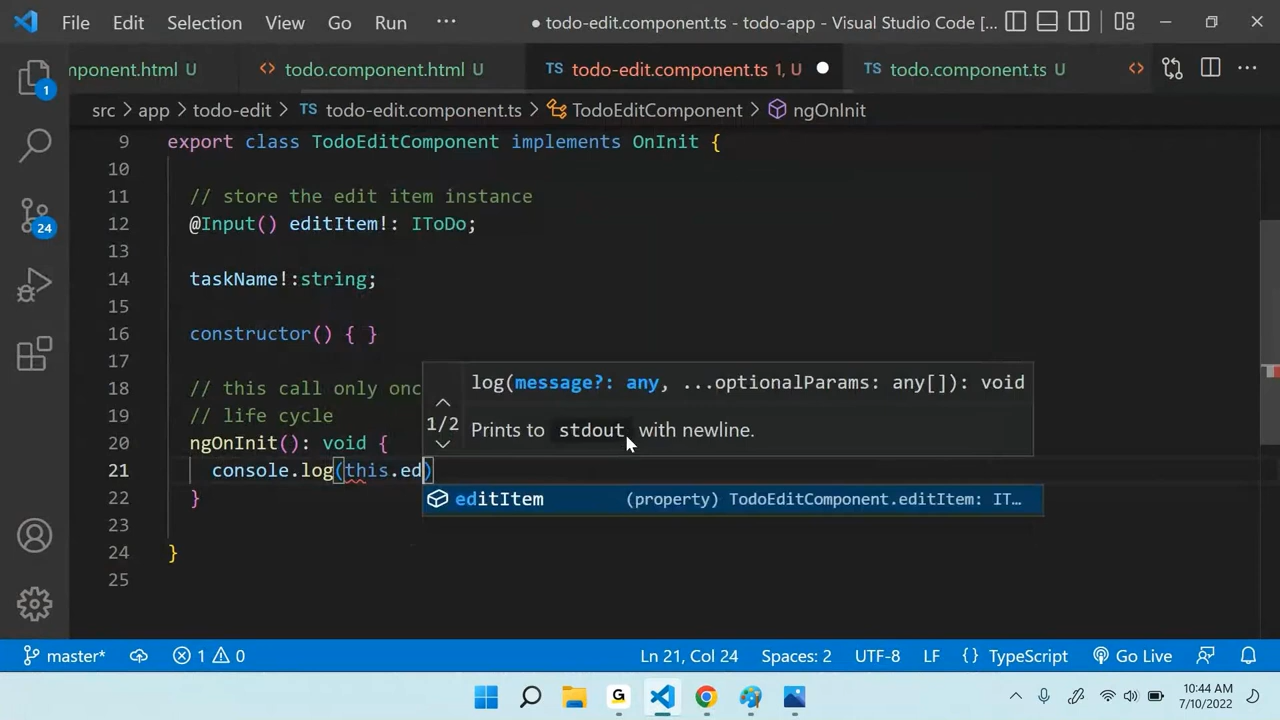 File Edit Selection View Go Run ··· ● todo-edit.component.ts - todo-app - Visual Studio Code [...
mponent.html U <> todo.component.html U TS todo-edit.component.ts 1, U ● TS todo.component.ts U <> ···
src > app > todo-edit > TS todo-edit.component.ts > TodoEditComponent > ngOnInit
1
24
9 export class TodoEditComponent implements OnInit {
10
11 // store the edit item instance
12 @Input() editItem!: IToDo;
13
14 taskName!:string;
15
16 constructor() { }
17
18 // this call only onc
19 // life cycle
20 ngOnInit(): void {
21 console.log(this.ed)
22 }
23
24 }
25
log(message?: any, ...optionalParams: any[]): void
1/2 Prints to stdout with newline.
editItem (property) TodoEditComponent.editItem: IT…
master* 1 0 Ln 21, Col 24 Spaces: 2 UTF-8 LF {} TypeScript Go Live
G 10:44 AM
7/10/2022